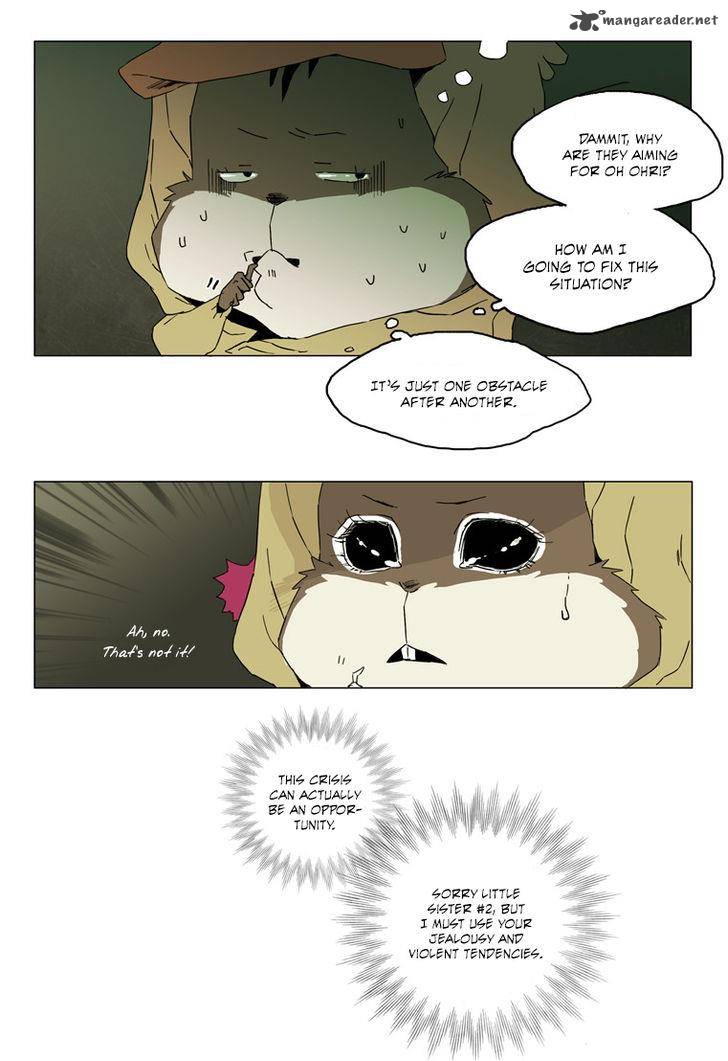 mangareader.net
DAMMIT, WHY
ARE THEY AIMING
FOR OH OHRI?
HOW AM I
GOING TO FIX THIS
SITUATION?
IT'S JUST ONE OBSTACLE
AFTER ANOTHER.
Ah, no.
That's not it!
THIS CRISIS
CAN ACTUALLY
BE AN OPPOR-
TUNITY.
SORRY LITTLE
SISTER #2, BUT
I MUST USE YOUR
JEALOUSY AND
VIOLENT TENDENCIES.